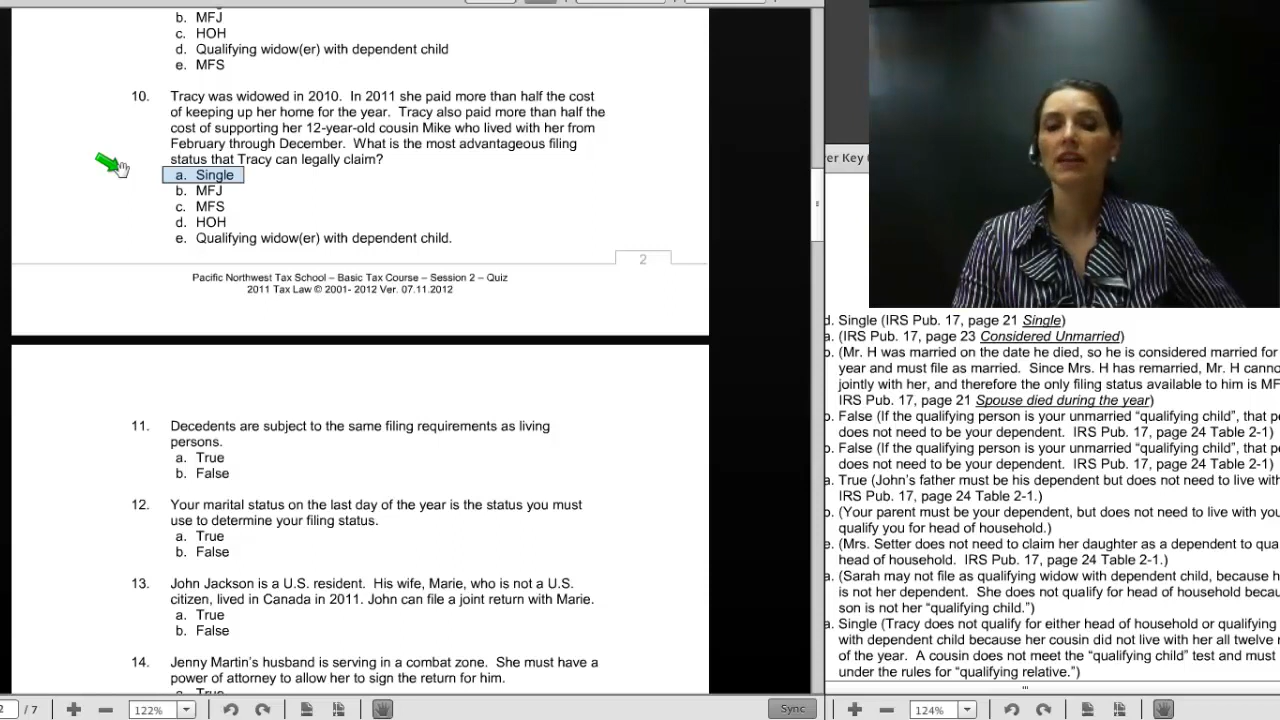 b. MFJ
c. HOH
d. Qualifying widow(er) with dependent child
e. MFS
10. Tracy was widowed in 2010. In 2011 she paid more than half the cost
of keeping up her home for the year. Tracy also paid more than half the
cost of supporting her 12-year-old cousin Mike who lived with her from
February through December. What is the most advantageous filing
status that Tracy can legally claim?
a. Single
b. MFJ
c. MFS
d. HOH
e. Qualifying widow(er) with dependent child.
2
Pacific Northwest Tax School – Basic Tax Course – Session 2 – Quiz
2011 Tax Law © 2001- 2012 Ver. 07.11.2012
11. Decedents are subject to the same filing requirements as living
persons.
a. True
b. False
12. Your marital status on the last day of the year is the status you must
use to determine your filing status.
a. True
b. False
13. John Jackson is a U.S. resident. His wife, Marie, who is not a U.S.
citizen, lived in Canada in 2011. John can file a joint return with Marie.
a. True
b. False
14. Jenny Martin's husband is serving in a combat zone. She must have a
power of attorney to allow her to sign the return for him.
a. True
2 / 7
122%
Sync
er Key (
d. Single (IRS Pub. 17, page 21 Single)
a. (IRS Pub. 17, page 23 Considered Unmarried)
b. (Mr. H was married on the date he died, so he is considered married for
year and must file as married. Since Mrs. H has remarried, Mr. H cannot
jointly with her, and therefore the only filing status available to him is MF
IRS Pub. 17, page 21 Spouse died during the year)
b. False (If the qualifying person is your unmarried "qualifying child", that pe
does not need to be your dependent. IRS Pub. 17, page 24 Table 2-1)
b. False (If the qualifying person is your unmarried "qualifying child", that pe
does not need to be your dependent. IRS Pub. 17, page 24 Table 2-1)
a. True (John's father must be his dependent but does not need to live with
IRS Pub. 17, page 24 Table 2-1.)
b. (Your parent must be your dependent, but does not need to live with you
qualify you for head of household.)
e. (Mrs. Setter does not need to claim her daughter as a dependent to qua
head of household. IRS Pub. 17, page 24 Table 2-1.)
a. (Sarah may not file as qualifying widow with dependent child, because h
is not her dependent. She does not qualify for head of household becau
son is not her "qualifying child.")
a. Single (Tracy does not qualify for either head of household or qualifying
with dependent child because her cousin did not live with her all twelve
of the year. A cousin does not meet the "qualifying child" test and must
under the rules for "qualifying relative.")
124%